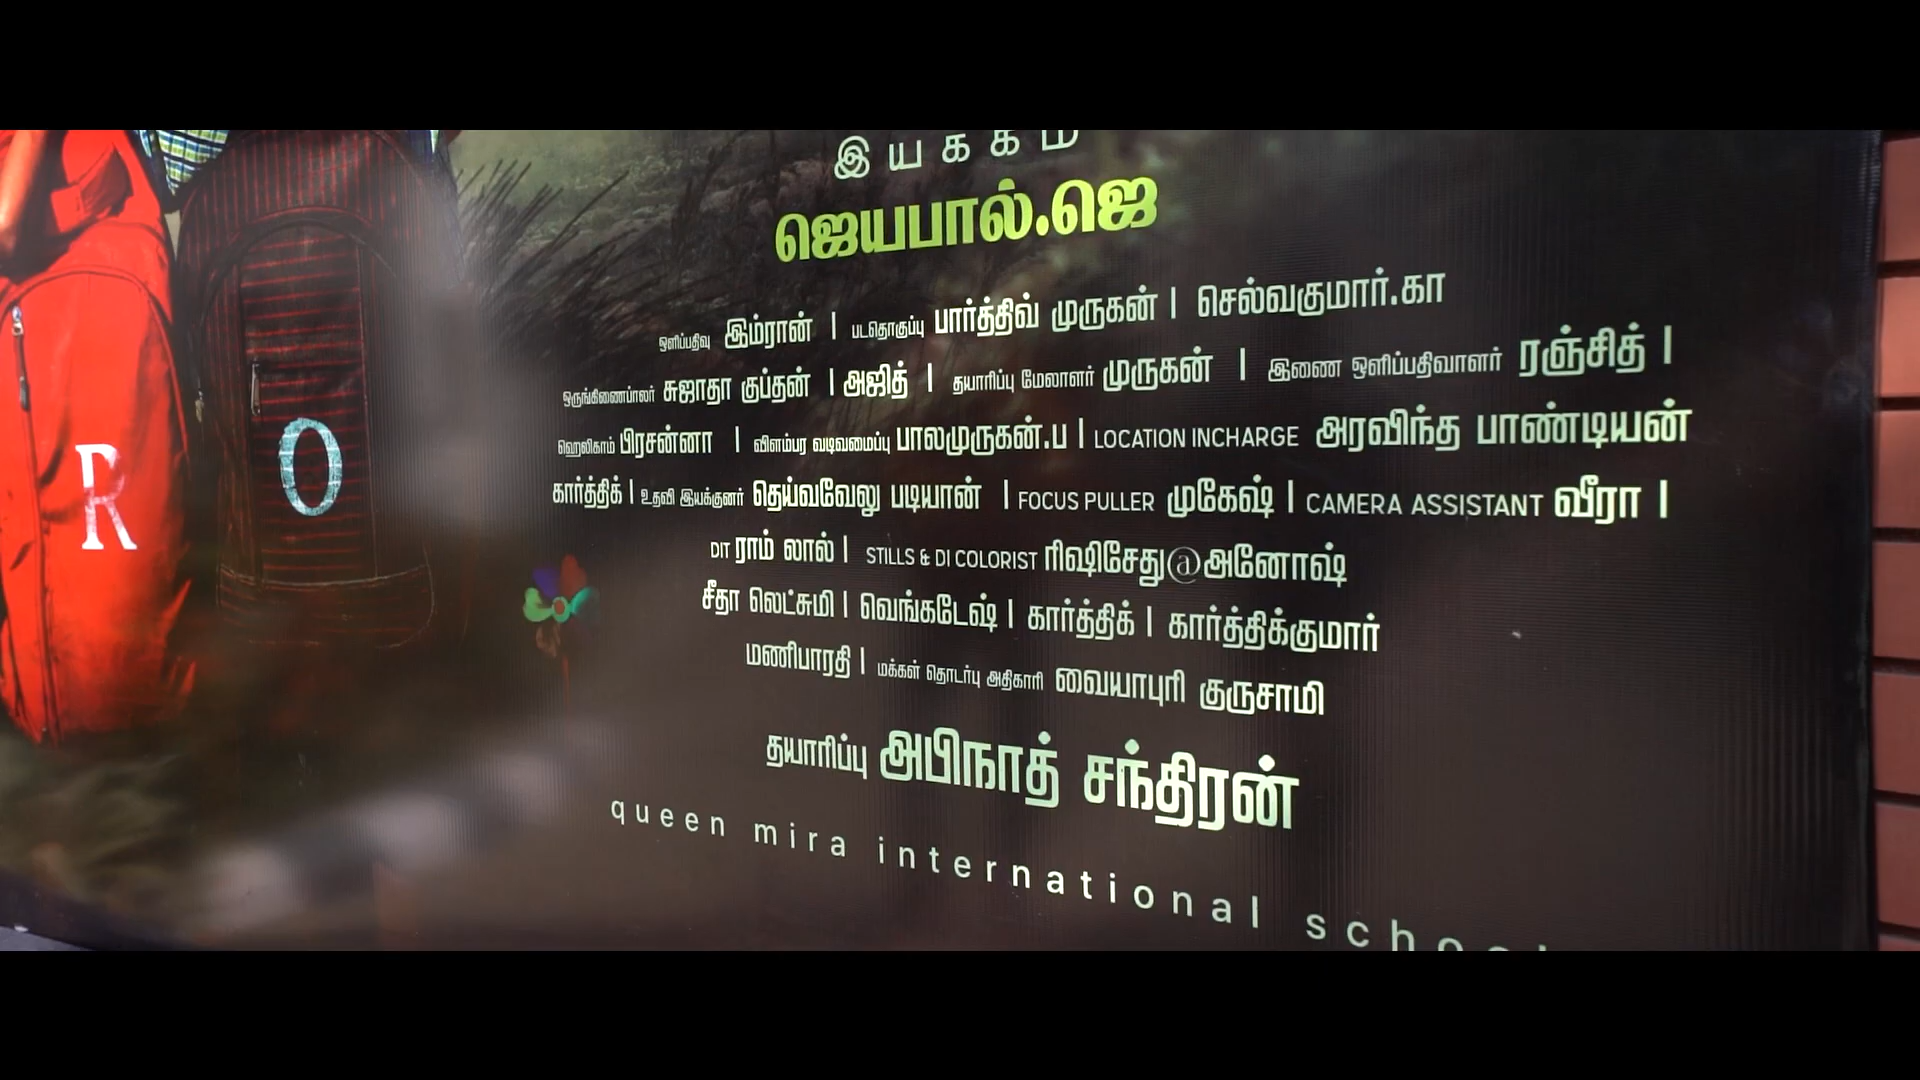 இயக்கம்
ஜெயபால்.ஜெ
ஒளிப்பதிவு இம்ரான் | படதொகுப்பு பார்த்திவ் முருகன் | செல்வகுமார்.கா
ஒருங்கிணைப்பாளர் சுஜாதா குப்தன் | அஜித் | தயாரிப்பு மேலாளர் முருகன் | இணை ஒளிப்பதிவாளர் ரஞ்சித் |
ஹெலிகாம் பிரசன்னா | விளம்பர வடிவமைப்பு பாலமுருகன்.ப | LOCATION INCHARGE அரவிந்த பாண்டியன்
கார்த்திக் | உதவி இயக்குனர் தெய்வவேலு படியான் | FOCUS PULLER முகேஷ் | CAMERA ASSISTANT வீரா |
DIT ராம் லால் | STILLS & DI COLORIST ரிஷிசேது@அனோஷ்
சீதா லெட்சுமி | வெங்கடேஷ் | கார்த்திக் | கார்த்திக்குமார்
மணிபாரதி | மக்கள் தொடர்பு அதிகாரி வையாபுரி குருசாமி
தயாரிப்பு அபிநாத் சந்திரன்
queen mira international school
R O